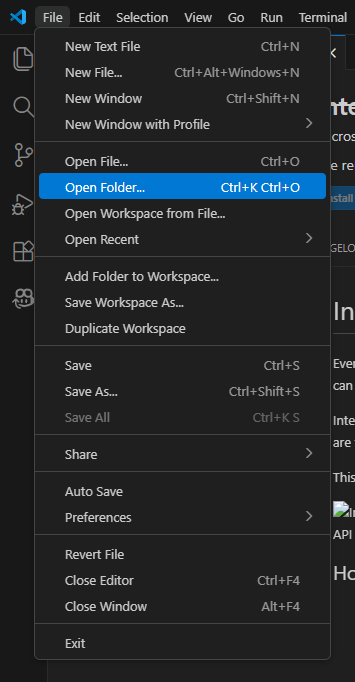 File Edit Selection View Go Run Terminal
New Text File Ctrl+N
New File... Ctrl+Alt+Windows+N
New Window Ctrl+Shift+N
New Window with Profile
Open File... Ctrl+O
Open Folder... Ctrl+K Ctrl+O
Open Workspace from File...
Open Recent
Add Folder to Workspace...
Save Workspace As...
Duplicate Workspace
Save Ctrl+S
Save As... Ctrl+Shift+S
Save All Ctrl+K S
Share
Auto Save
Preferences
Revert File
Close Editor Ctrl+F4
Close Window Alt+F4
Exit
nte
cros
e re
nstall
GELO
In
Ever
can
Inte
are
This
In
API
Ho